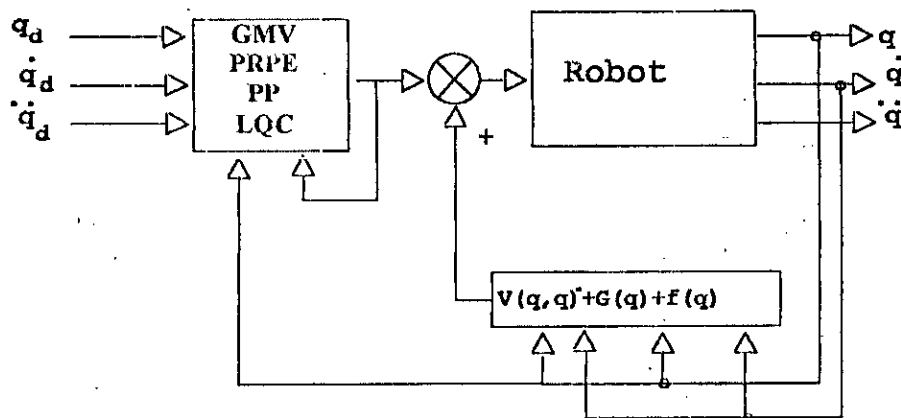 q_d
q̇_d
q̈_d
GMV
PRPE
PP
LQC
+
Robot
q
q̇
q̈
V(q,q)˙+G(q)+f(q)